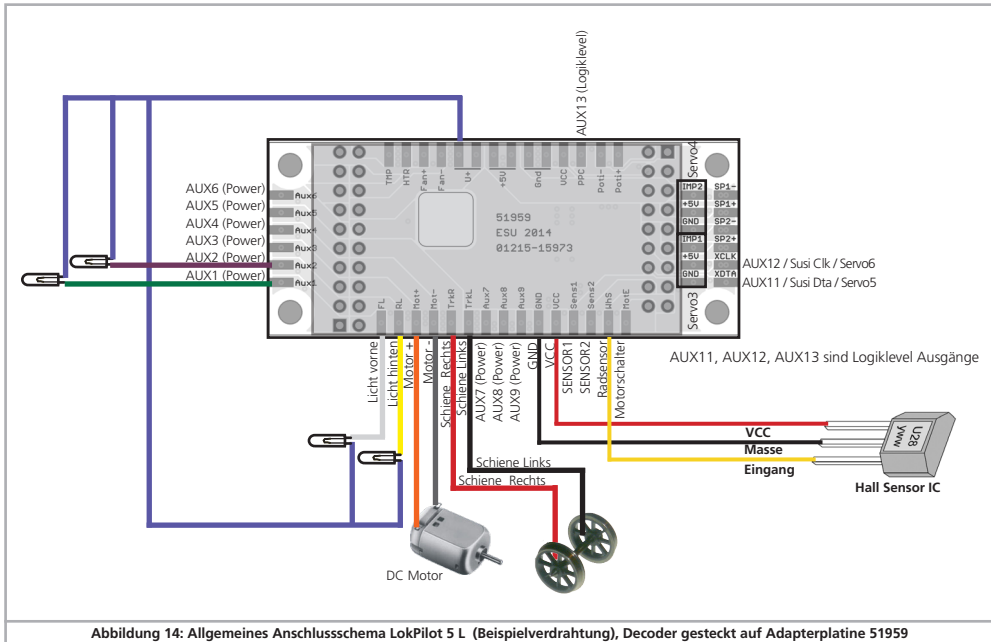 AUX13 (Logiklevel)
TMP
HTR
Fan+
Fan-
U+
+5V
Gnd
VCC
PPC
Poti-
Poti+
Servo4
IMP2
+5V
GND
IMP1
+5V
GND
Servo3
SP1-
SP1+
SP2-
SP2+
XCLK
XDTA
AUX6 (Power)
AUX5 (Power)
AUX4 (Power)
AUX3 (Power)
AUX2 (Power)
AUX1 (Power)
Aux6
Aux5
Aux4
Aux3
Aux2
Aux1
51959
ESU 2014
01215-15973
AUX12 / Susi Clk / Servo6
AUX11 / Susi Dta / Servo5
FL
RL
Mot+
Mot-
TrkR
TrkL
Aux7
Aux8
Aux9
GND
VCC
Sens1
Sens2
WhS
MotE
Licht vorne
Licht hinten
Motor +
Motor -
Schiene Rechts
Schiene Links
AUX7 (Power)
AUX8 (Power)
AUX9 (Power)
GND
VCC
SENSOR1
SENSOR2
Radsensor
Motorschalter
AUX11, AUX12, AUX13 sind Logiklevel Ausgänge
VCC
Masse
Eingang
U28
yww
Hall Sensor IC
Schiene Links
Schiene Rechts
DC Motor
Abbildung 14: Allgemeines Anschlussschema LokPilot 5 L (Beispielverdrahtung), Decoder gesteckt auf Adapterplatine 51959